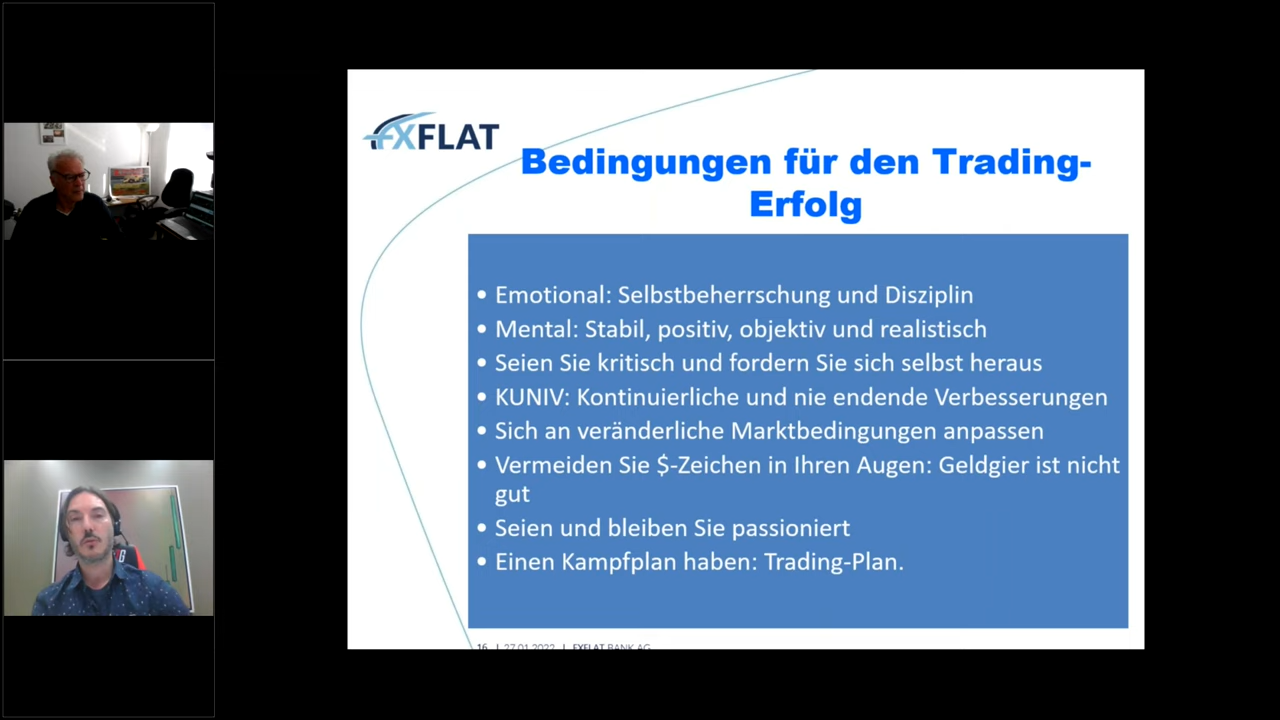 FXFLAT
Bedingungen für den Trading-
Erfolg
• Emotional: Selbstbeherrschung und Disziplin
• Mental: Stabil, positiv, objektiv und realistisch
• Seien Sie kritisch und fordern Sie sich selbst heraus
• KUNIV: Kontinuierliche und nie endende Verbesserungen
• Sich an veränderliche Marktbedingungen anpassen
• Vermeiden Sie $-Zeichen in Ihren Augen: Geldgier ist nicht
gut
• Seien und bleiben Sie passioniert
• Einen Kampfplan haben: Trading-Plan.
16 | 27.01.2022 | FXFLAT BANK AG